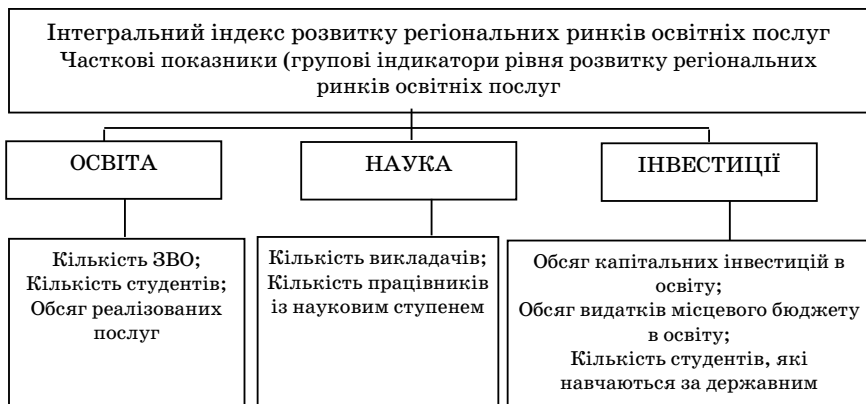 Інтегральний індекс розвитку регіональних ринків освітніх послуг
Часткові показники (групові індикатори рівня розвитку регіональних
ринків освітніх послуг
ОСВІТА
НАУКА
ІНВЕСТИЦІЇ
Кількість ЗВО;
Кількість студентів;
Обсяг реалізованих
послуг
Кількість викладачів;
Кількість працівників
із науковим ступенем
Обсяг капітальних інвестицій в
освіту;
Обсяг видатків місцевого бюджету
в освіту;
Кількість студентів, які
навчаються за державним